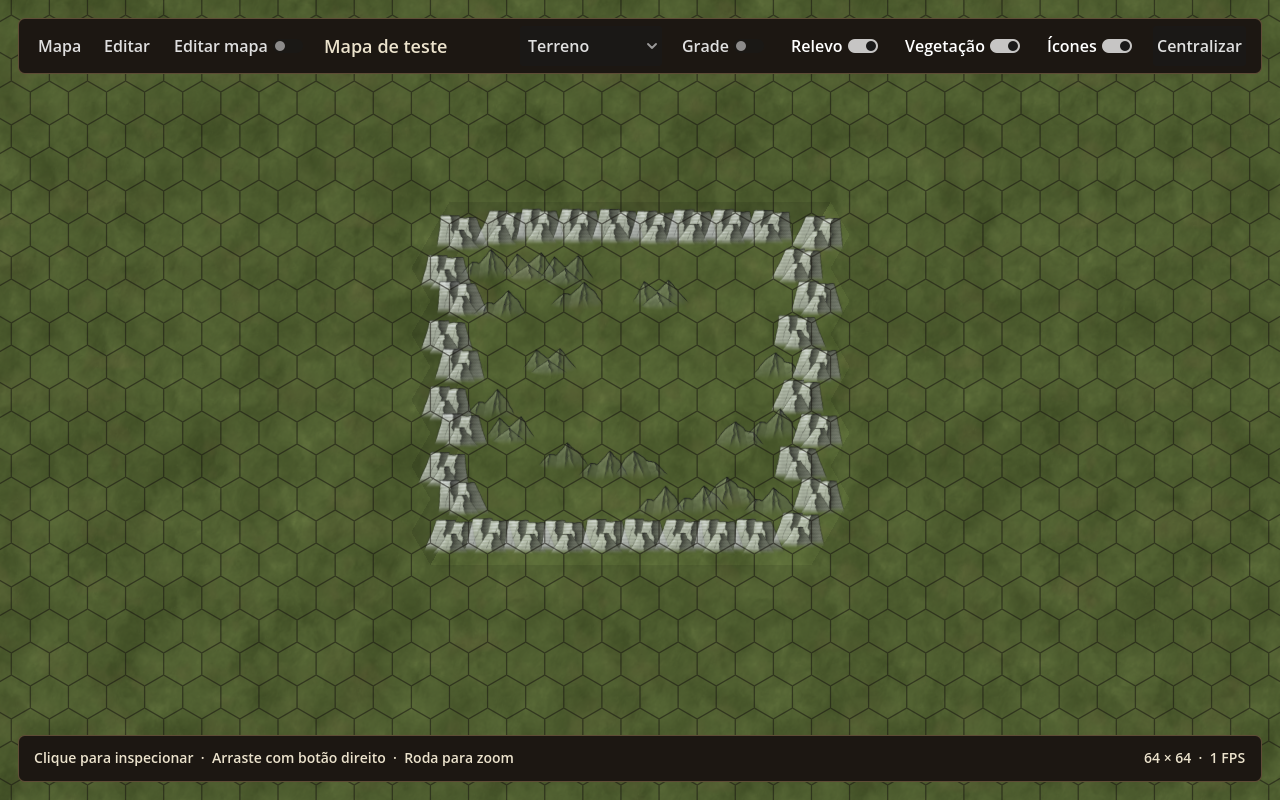 Mapa Editar Editar mapa Mapa de teste Terreno Grade Relevo Vegetação Ícones Centralizar
Clique para inspecionar · Arraste com botão direito · Roda para zoom 64 × 64 · 1 FPS